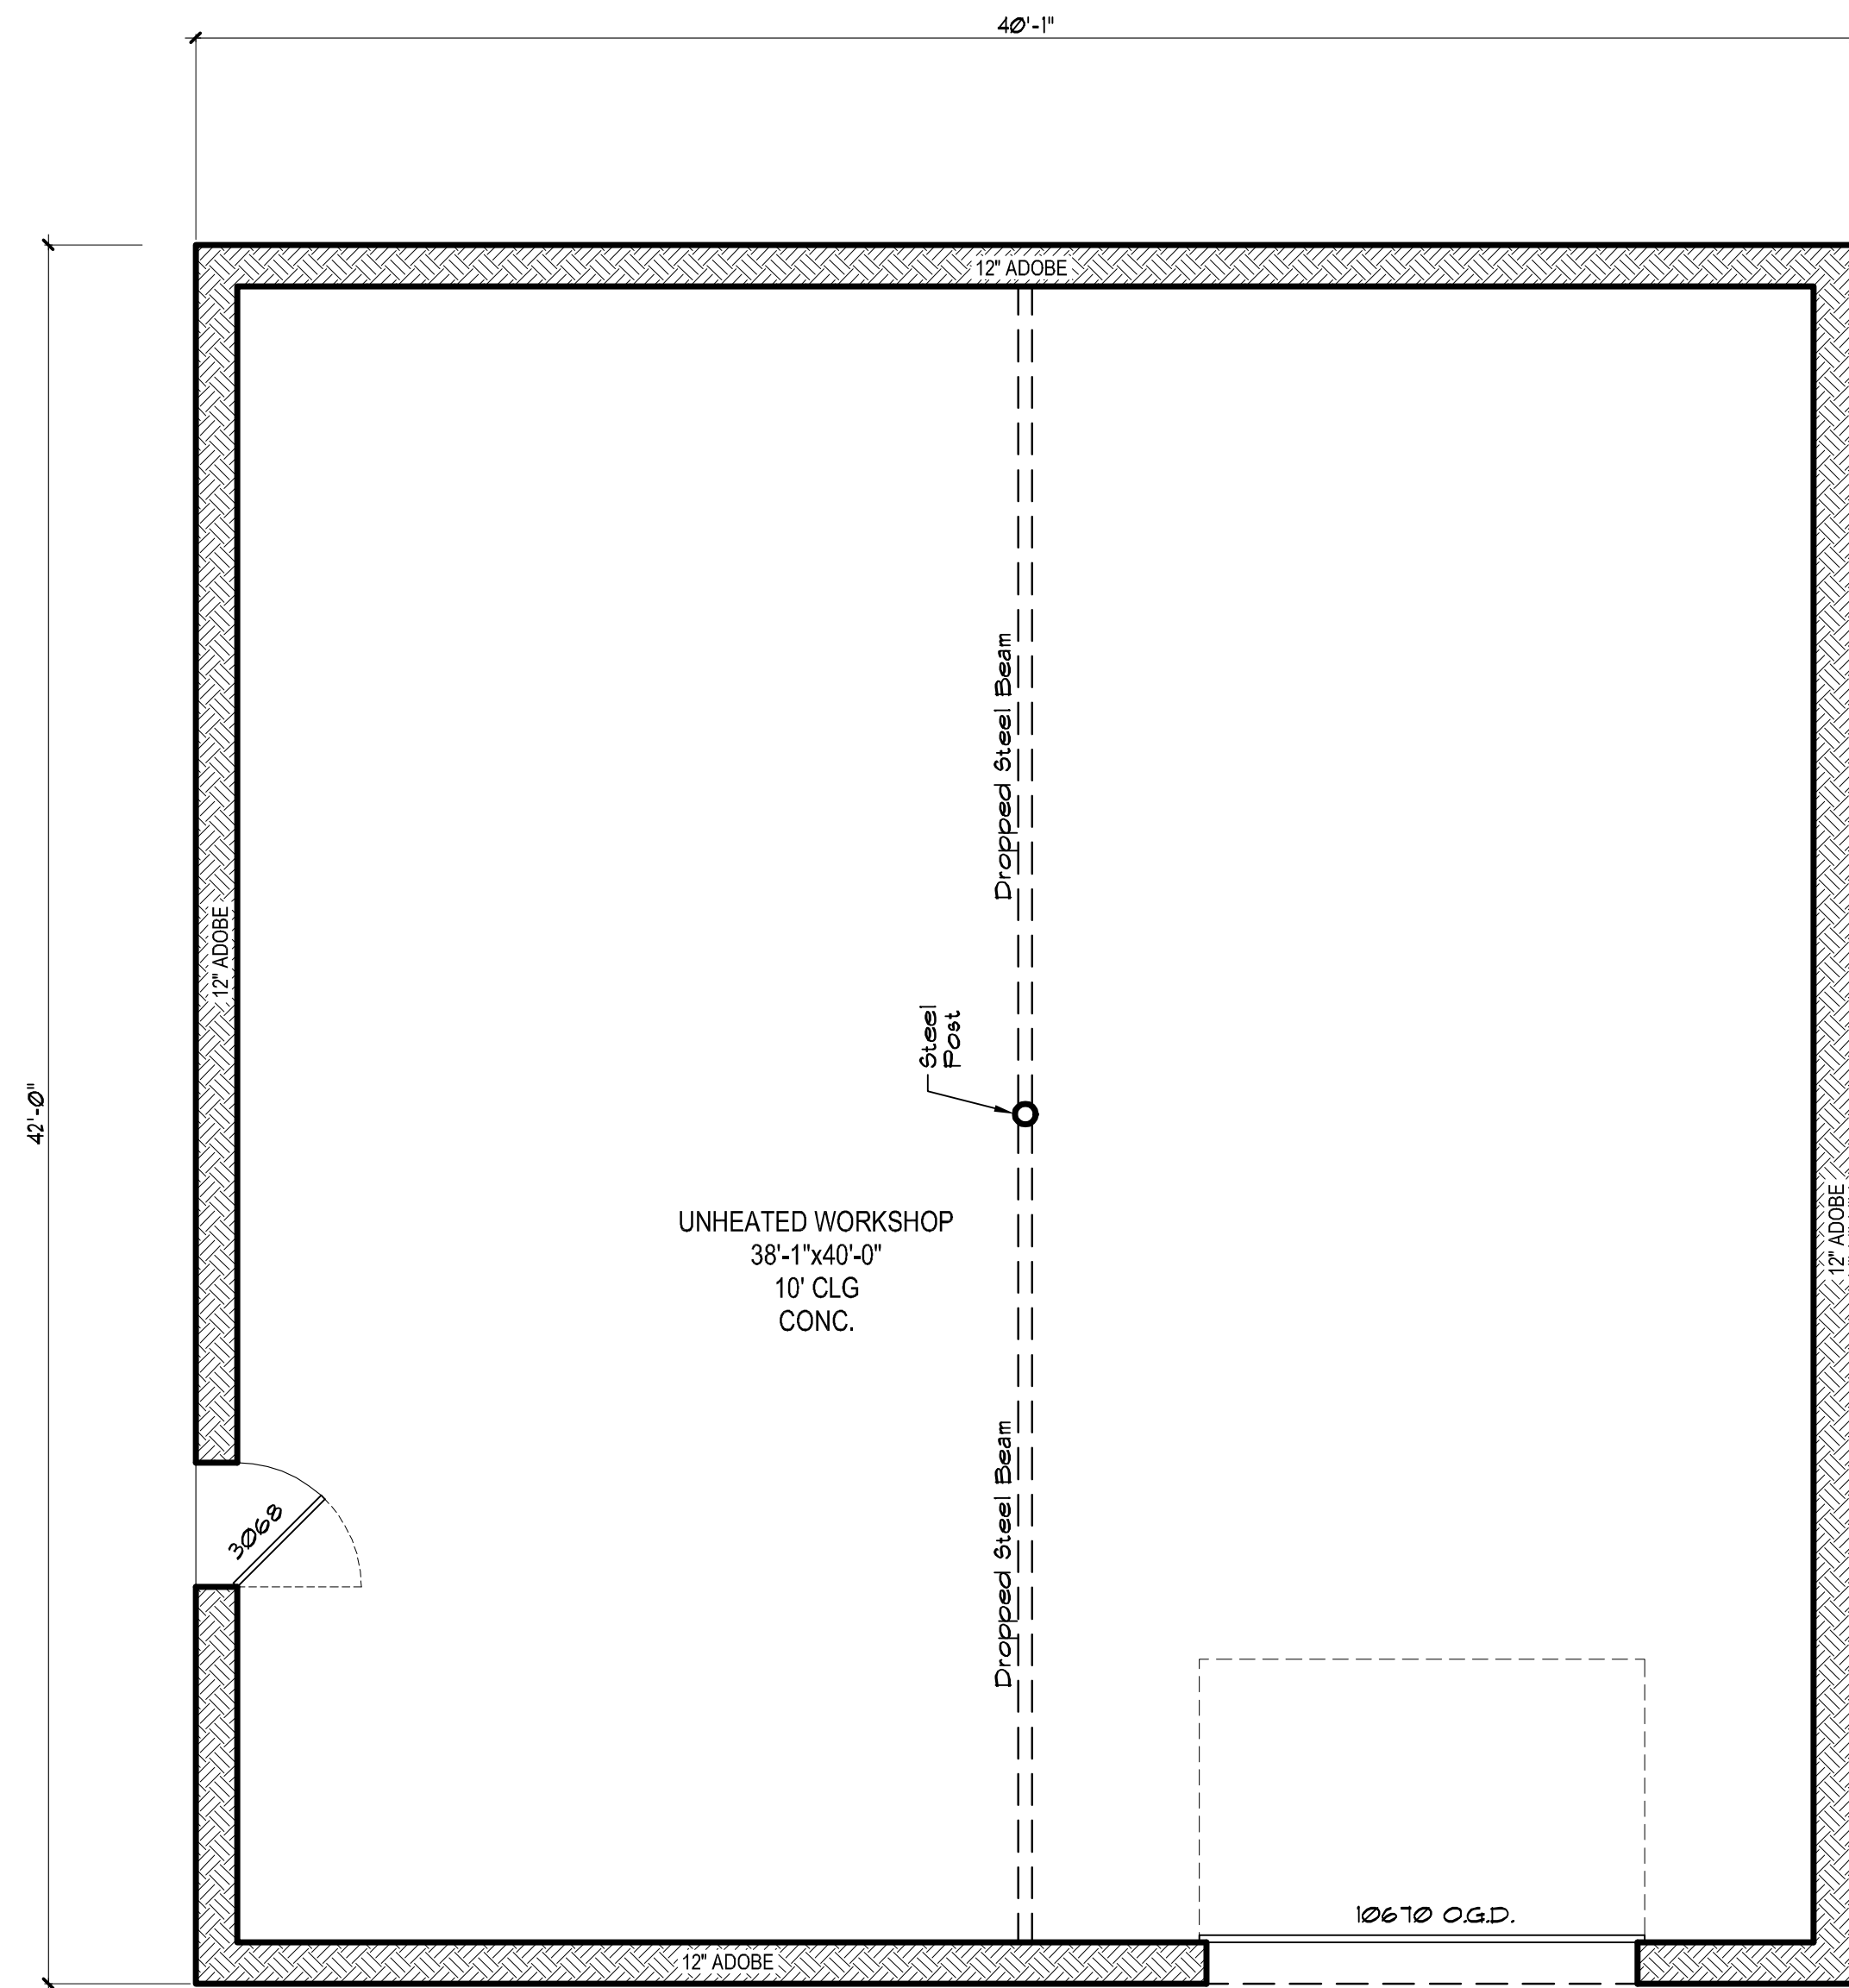 40'-1"
12" ADOBE
Dropped Steel Beam
12" ADOBE
Steel
Post
42'-0"
UNHEATED WORKSHOP
38'-1"x40'-0"
10' CLG
CONC.
12" ADOBE
Dropped Steel Beam
3068
10670 O.G.D.
12" ADOBE